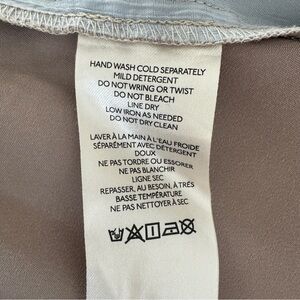 HAND WASH COLD SEPARATELY
MILD DETERGENT
DO NOT WRING OR TWIST
DO NOT BLEACH
LINE DRY
LOW IRON AS NEEDED
DO NOT DRY CLEAN
LAVER À LA MAIN À L'EAU FROIDE
SÉPARÉMENT AVEC DÉTERGENT
DOUX
NE PAS TORDRE OU ESSORER
NE PAS BLANCHIR
LIGNE SEC
REPASSER, AU BESOIN, À TRÈS
BASSE TEMPÉRATURE
NE PAS NETTOYER À SEC